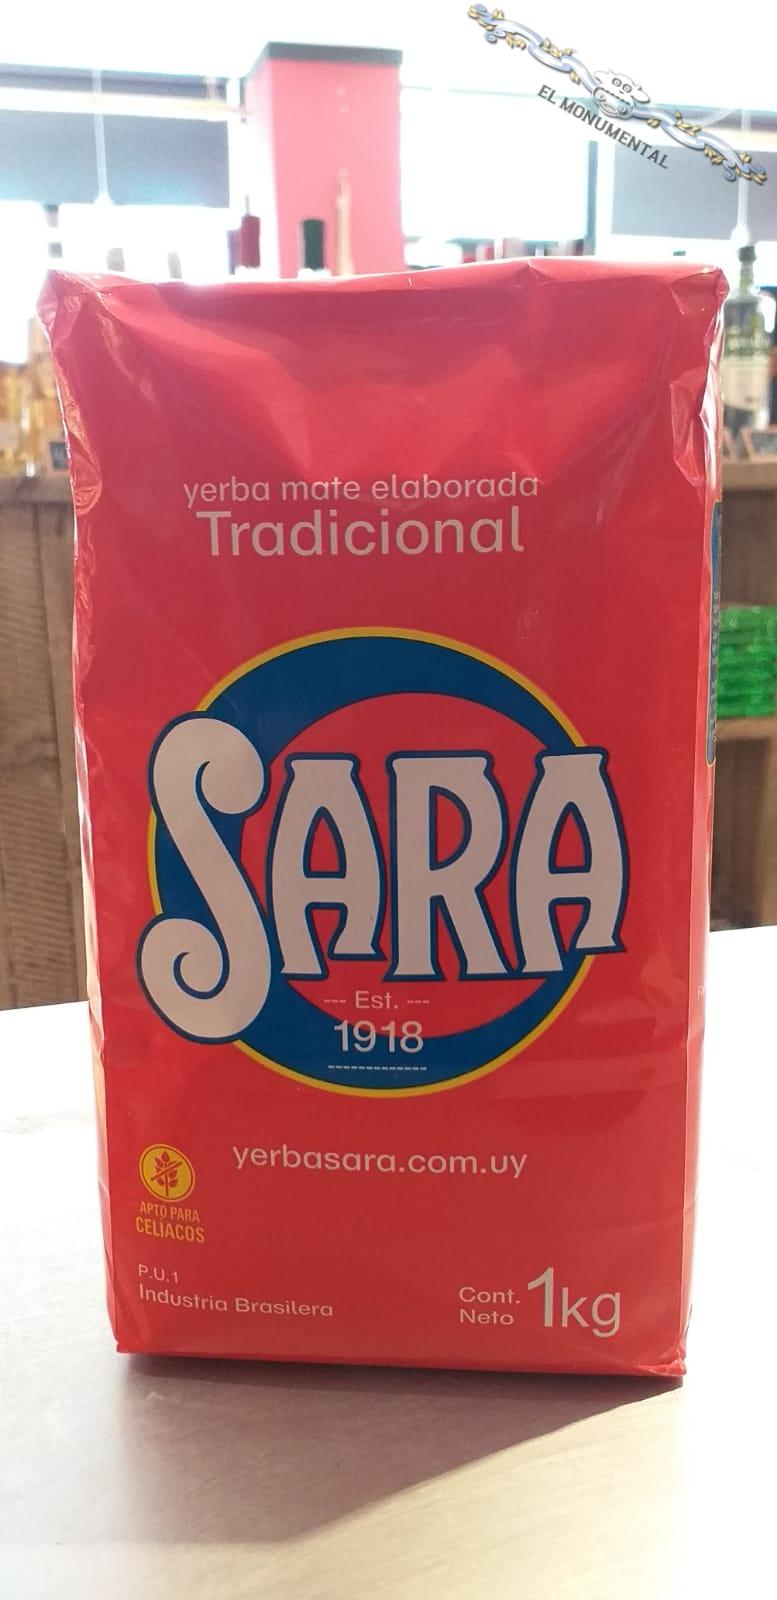 EL MONUMENTAL
yerba mate elaborada
Tradicional
SARA
--- Est. ---
1918
yerbasara.com.uy
APTO PARA
CELÍACOS
P.U.1
Industria Brasilera
Cont.
Neto
1kg